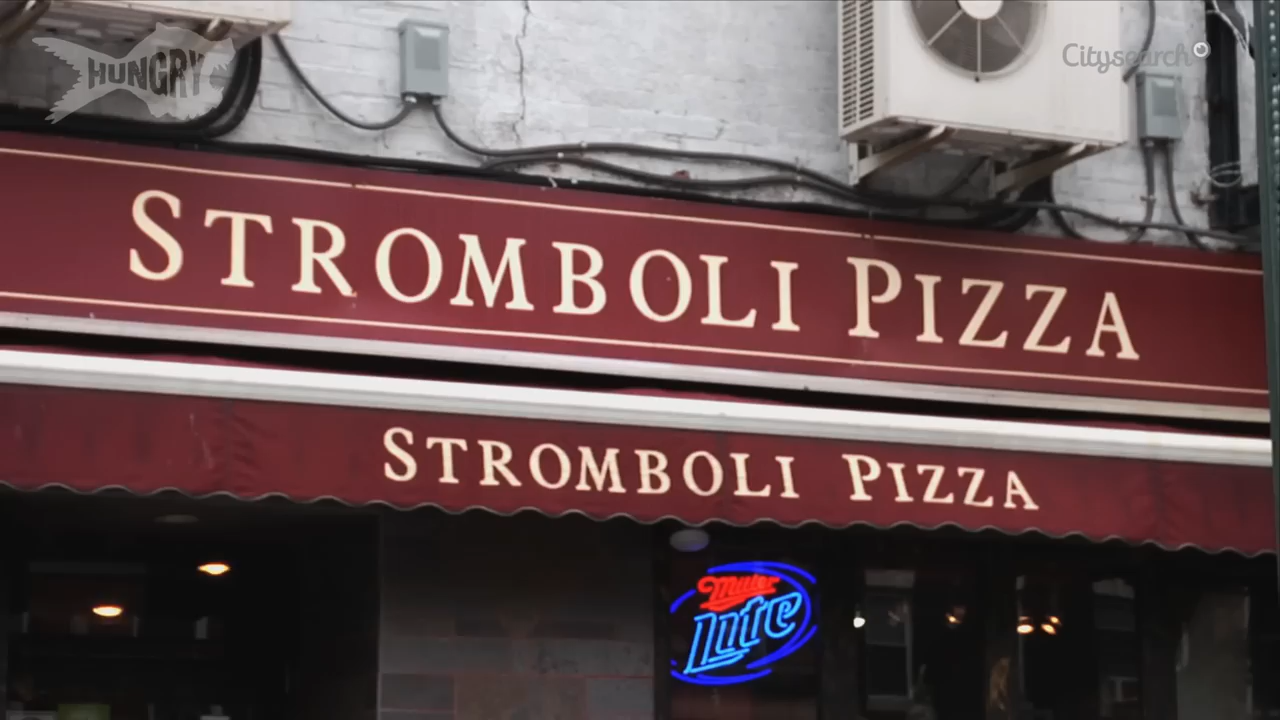 HUNGRY
Citysearch
STROMBOLI PIZZA
STROMBOLI PIZZA
Miller
Lite